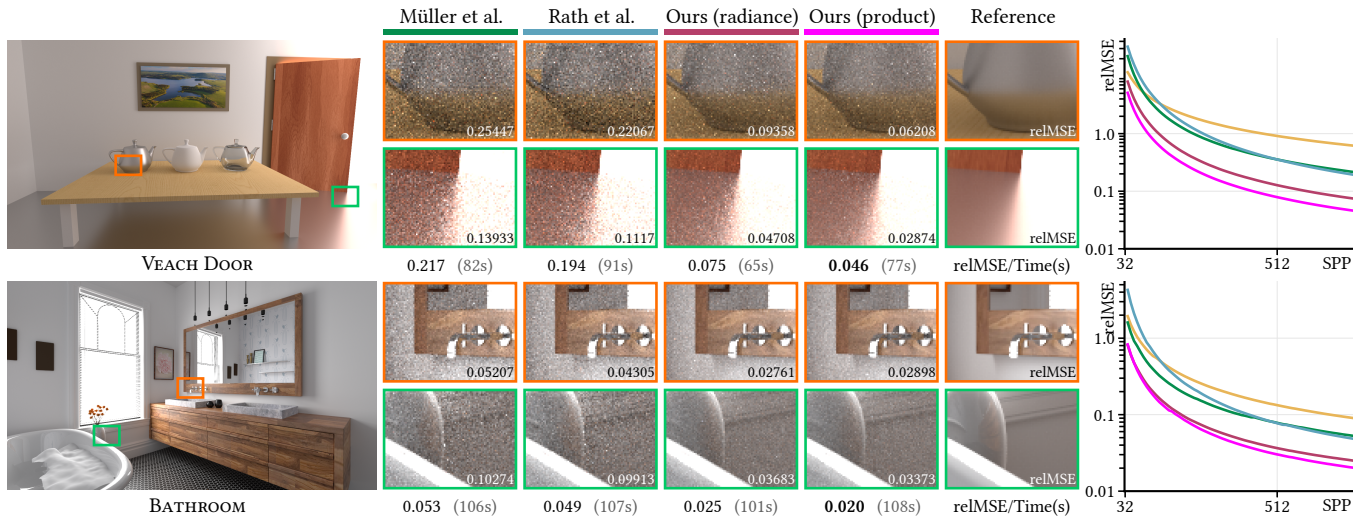 Müller et al. Rath et al. Ours (radiance) Ours (product) Reference
0.25447 0.22067 0.09358 0.06208 relMSE
0.13933 0.1117 0.04708 0.02874 relMSE
VEACH DOOR
0.217 (82s) 0.194 (91s) 0.075 (65s) 0.046 (77s) relMSE/Time(s)
relMSE
1.0
0.1
0.01
32 512 SPP
0.05207 0.04305 0.02761 0.02898 relMSE
0.10274 0.09913 0.03683 0.03373 relMSE
BATHROOM
0.053 (106s) 0.049 (107s) 0.025 (101s) 0.020 (108s) relMSE/Time(s)
relMSE
1.0
0.1
0.01
32 512 SPP